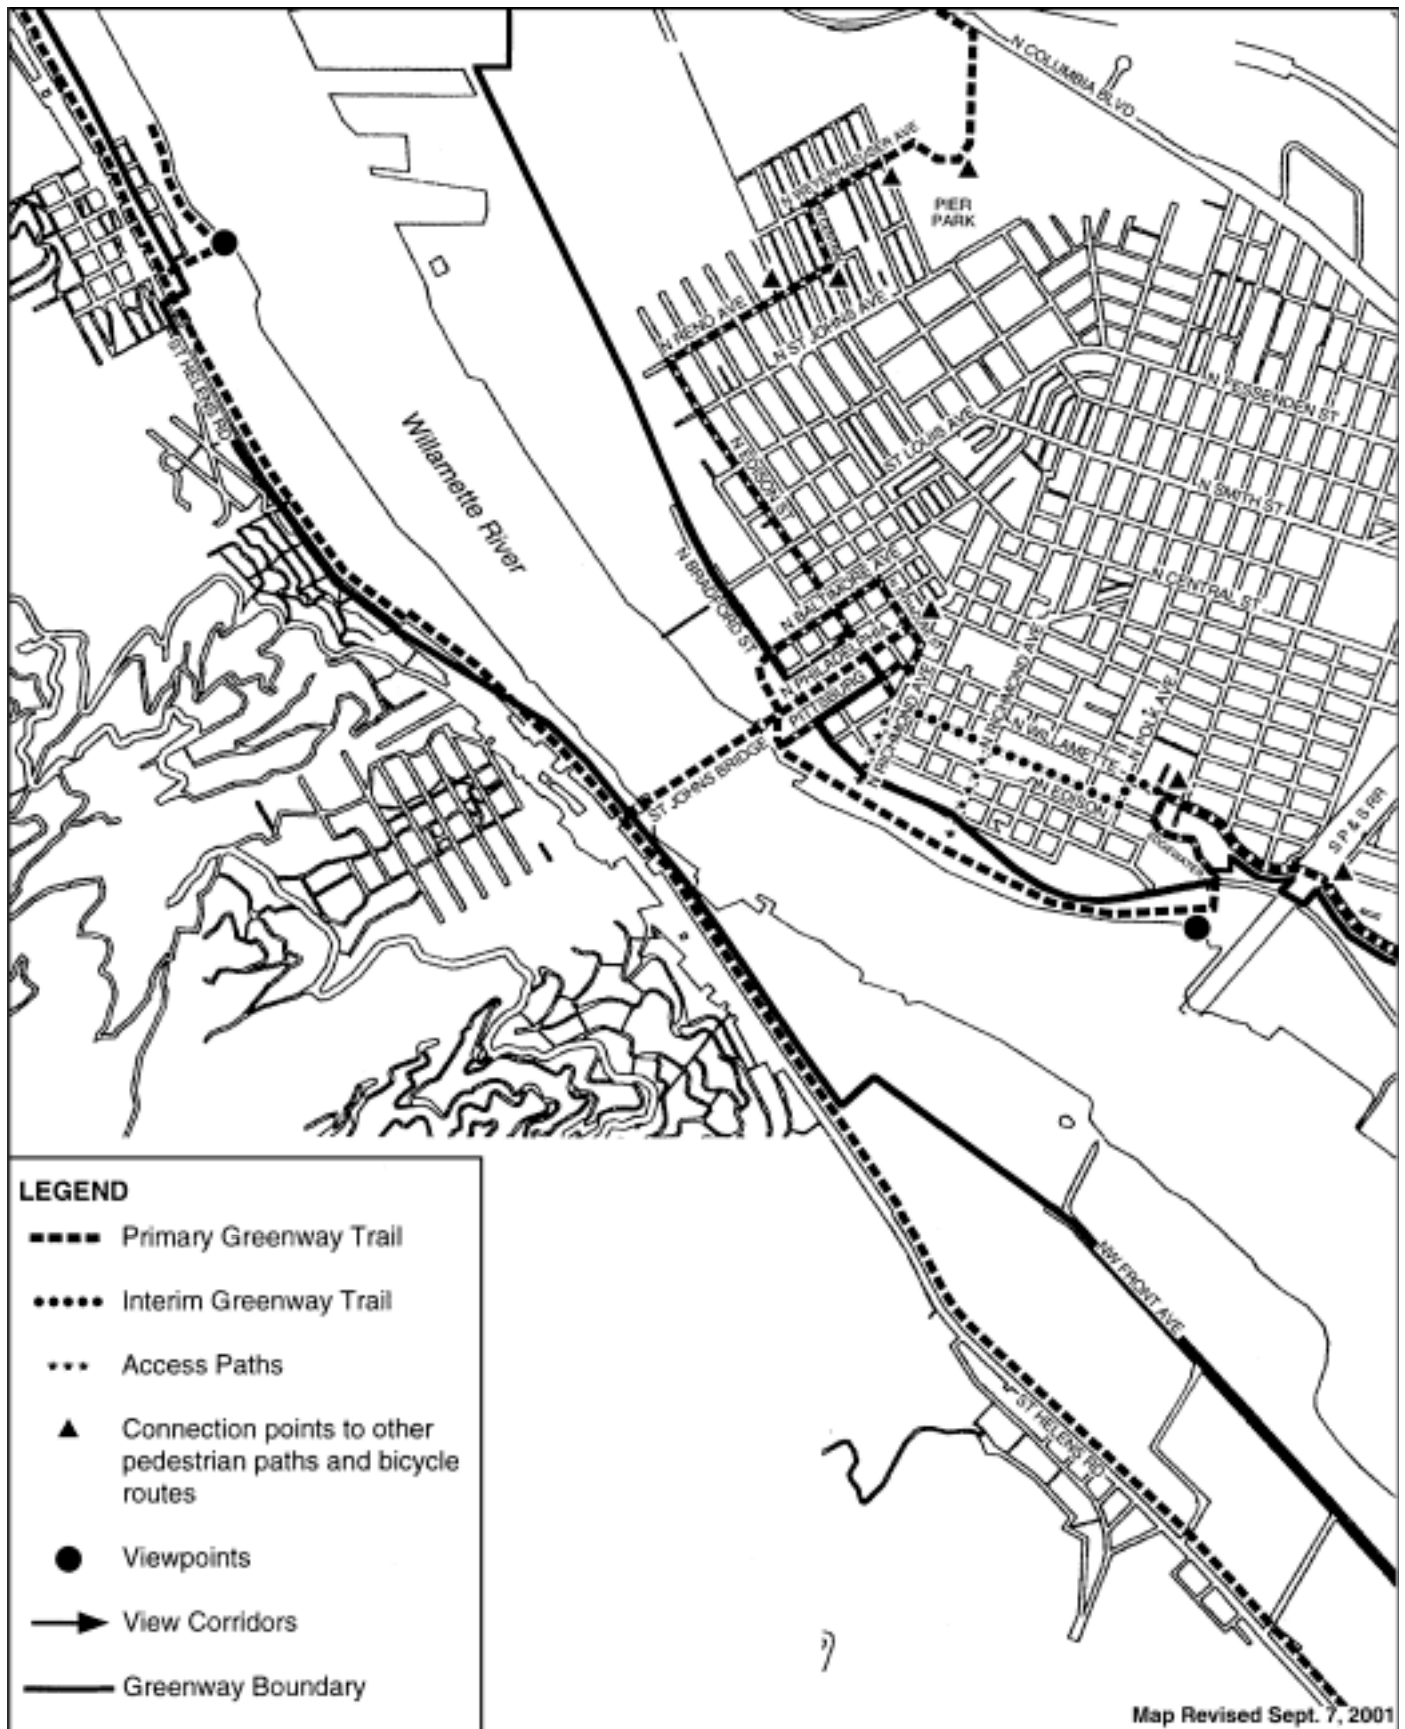 N COLUMBIA BLVD
N WEYERHAEUSER AVE
PIER
PARK
N RENO AVE
N ST JOHNS AVE
ST HELENS RD
N FESSENDEN ST
ST LOUIS AVE
N EDISON ST
Willamette River
N SMITH ST
N BRADFORD ST
N BALTIMORE AVE
N CENTRAL ST
N PHILADELPHIA
PITTSBURG
N RICHMOND AVE
N WILLAMETTE
N EDISON
ST JOHNS BRIDGE
EDGEWATER
S P & S RR
NW FRONT AVE
ST HELENS RD
LEGEND
Primary Greenway Trail
Interim Greenway Trail
Access Paths
Connection points to other
pedestrian paths and bicycle
routes
Viewpoints
View Corridors
Greenway Boundary
Map Revised Sept. 7, 2001